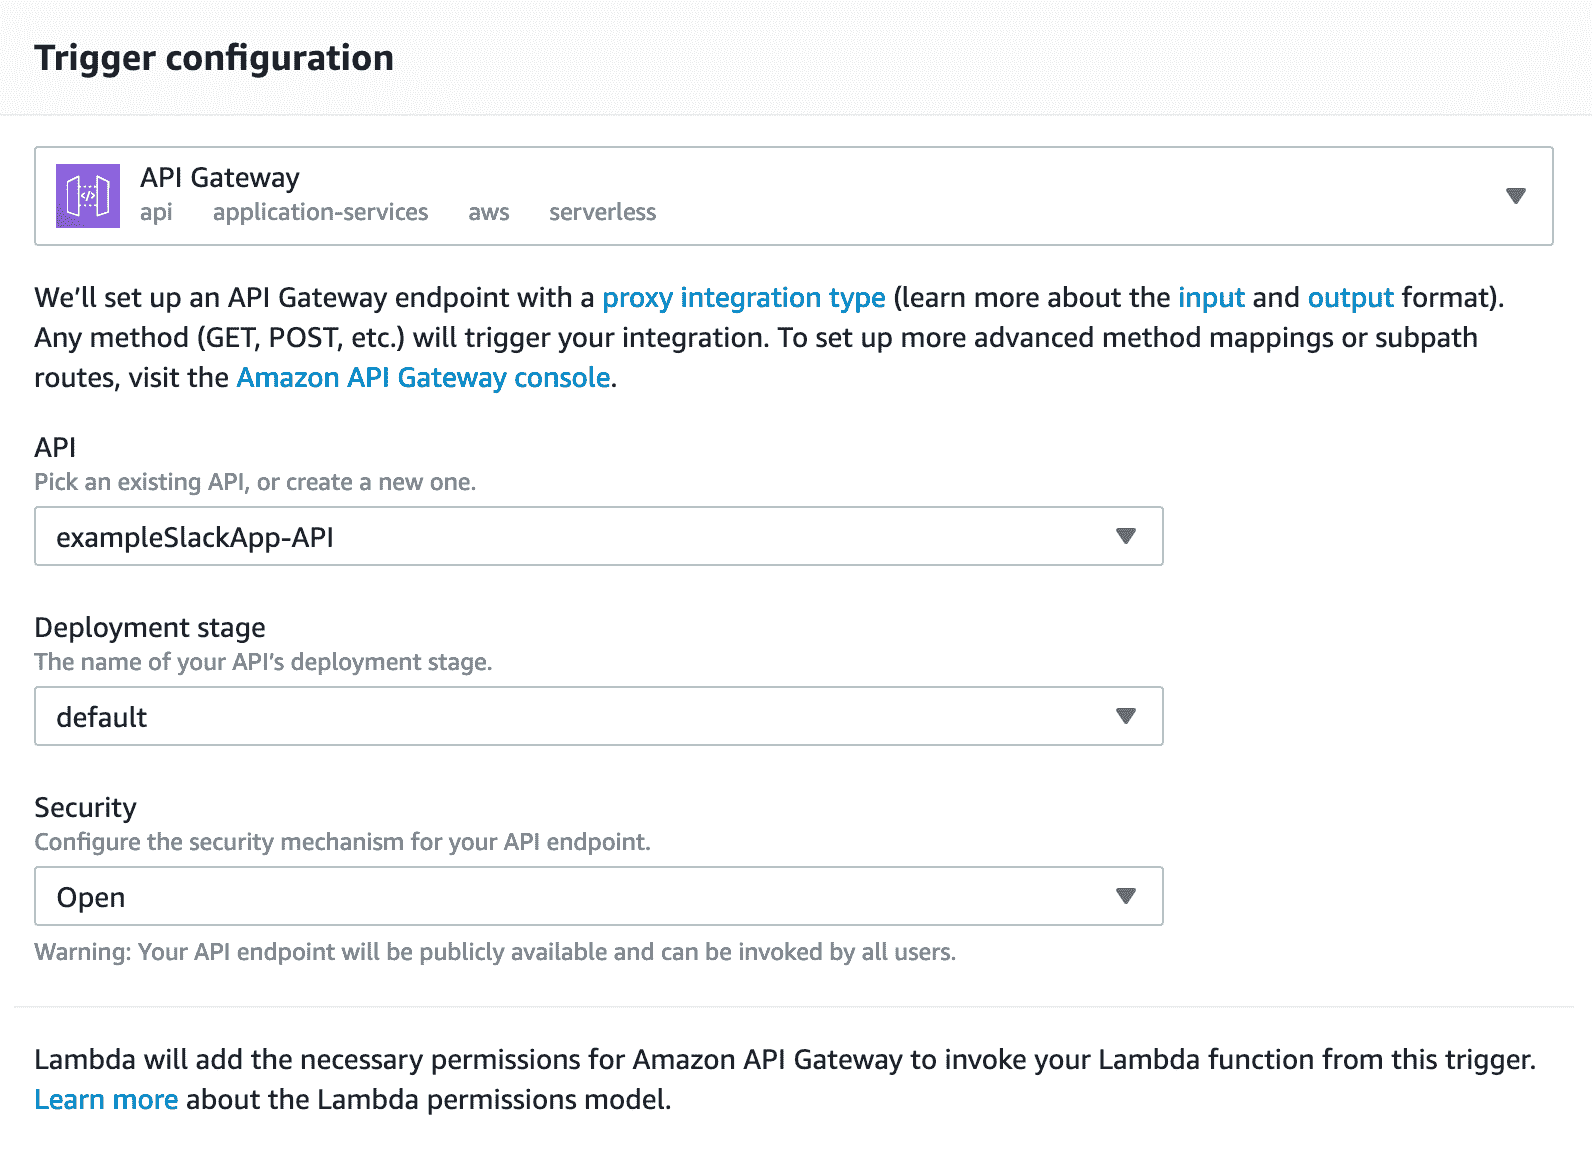 Trigger configuration
API Gateway
api application-services aws serverless
We’ll set up an API Gateway endpoint with a proxy integration type (learn more about the input and output format).
Any method (GET, POST, etc.) will trigger your integration. To set up more advanced method mappings or subpath
routes, visit the Amazon API Gateway console.
API
Pick an existing API, or create a new one.
exampleSlackApp-API
Deployment stage
The name of your API’s deployment stage.
default
Security
Configure the security mechanism for your API endpoint.
Open
Warning: Your API endpoint will be publicly available and can be invoked by all users.
Lambda will add the necessary permissions for Amazon API Gateway to invoke your Lambda function from this trigger.
Learn more about the Lambda permissions model.